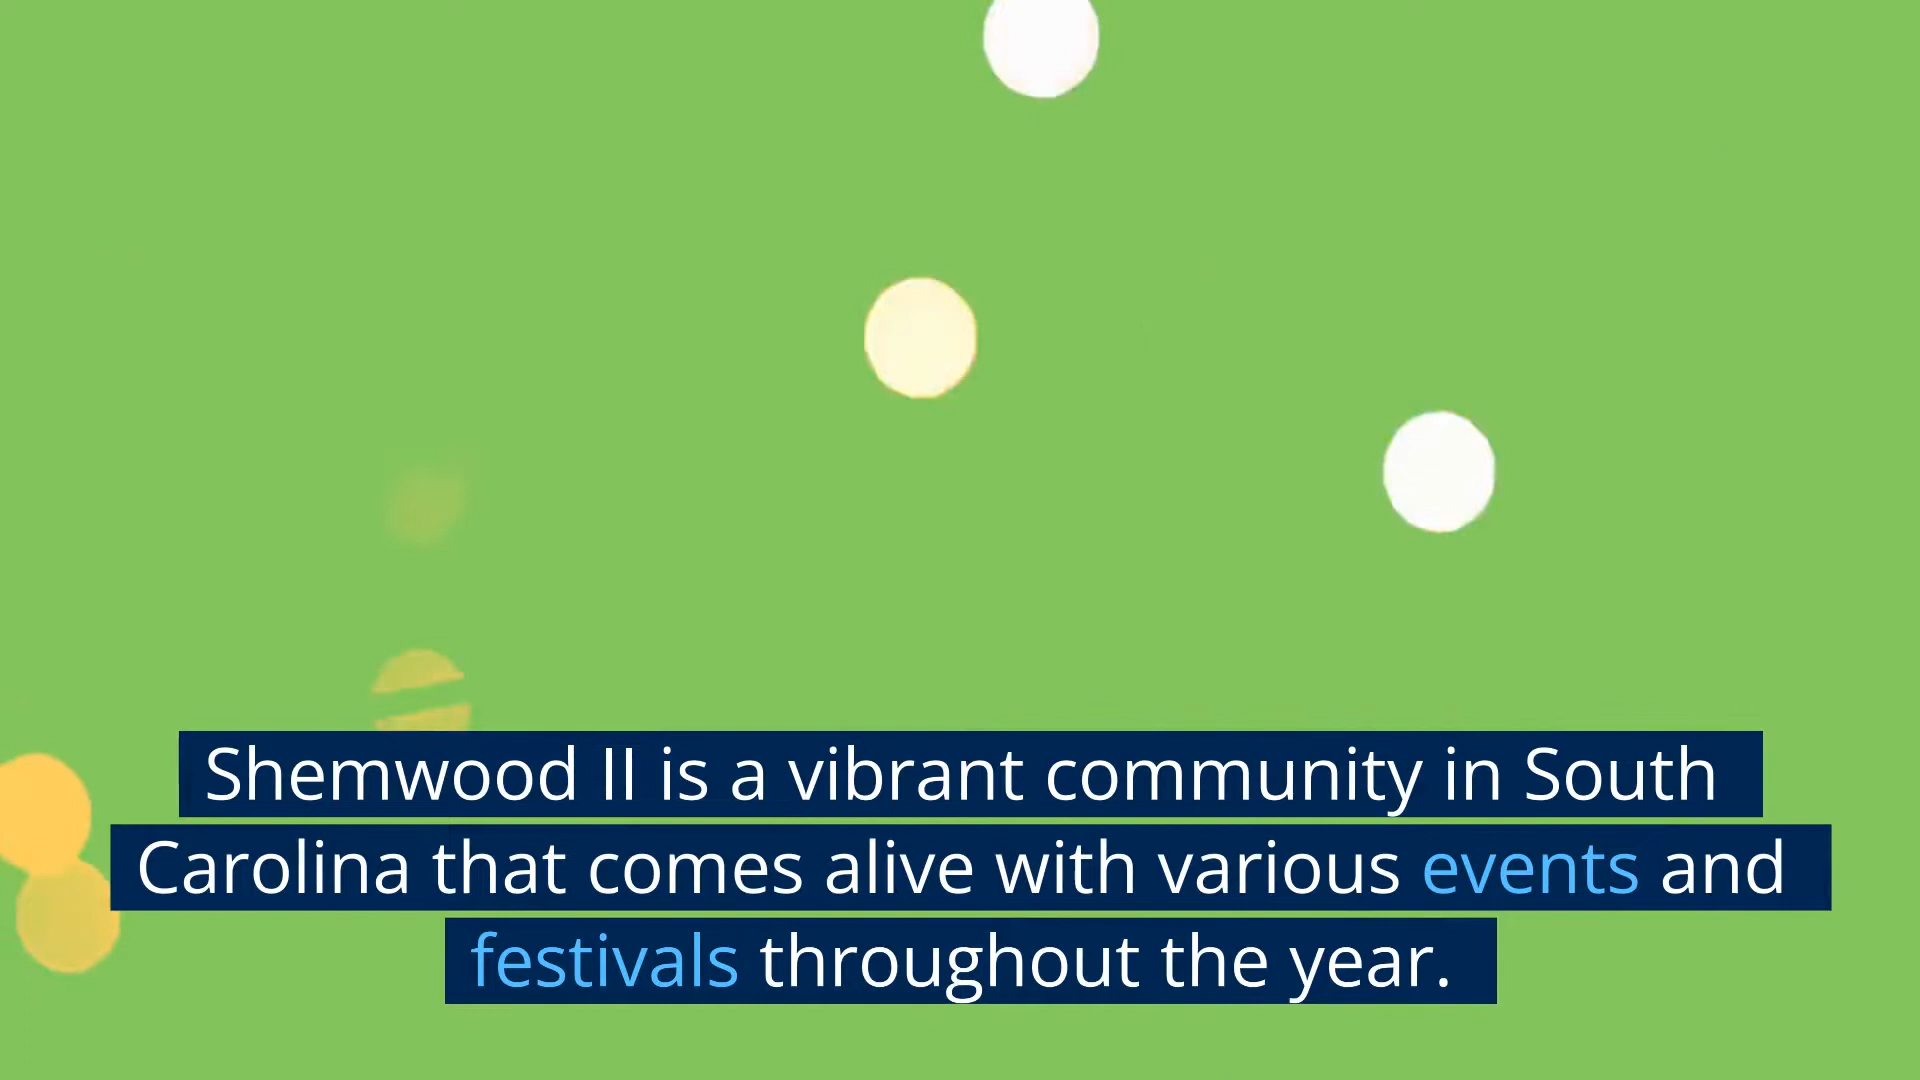 Shemwood II is a vibrant community in South
Carolina that comes alive with various events and
festivals throughout the year.